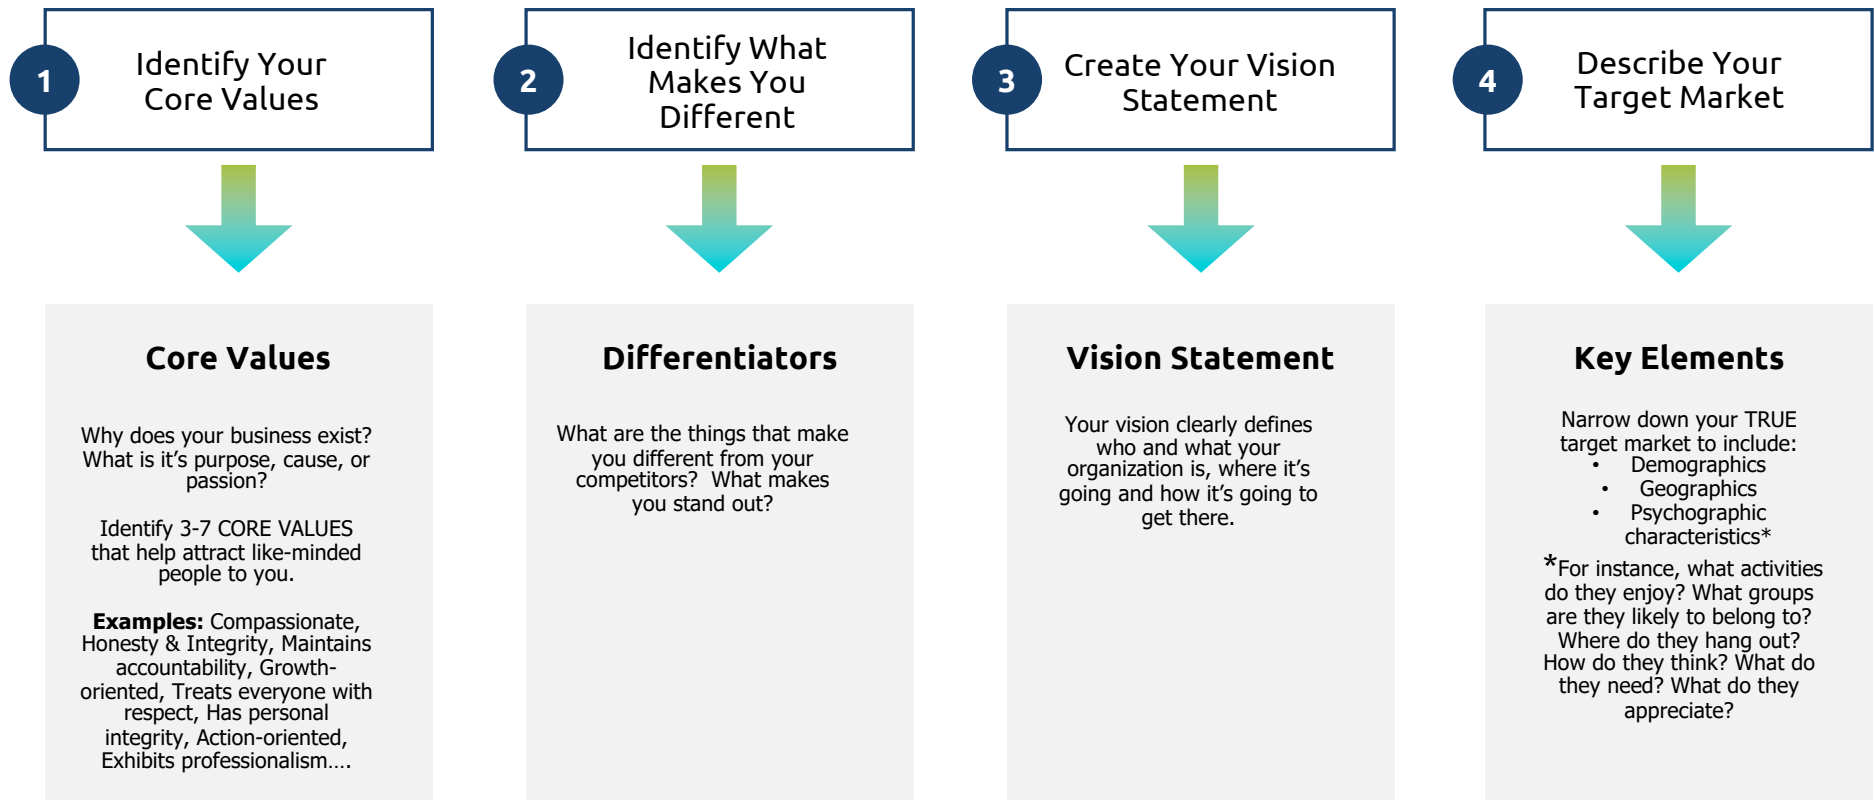 1
Identify Your
Core Values
2
Identify What
Makes You
Different
3
Create Your Vision
Statement
4
Describe Your
Target Market
Core Values
Why does your business exist?
What is it's purpose, cause, or
passion?
Identify 3-7 CORE VALUES
that help attract like-minded
people to you.
Examples: Compassionate,
Honesty & Integrity, Maintains
accountability, Growth-
oriented, Treats everyone with
respect, Has personal
integrity, Action-oriented,
Exhibits professionalism….
Differentiators
What are the things that make
you different from your
competitors?  What makes
you stand out?
Vision Statement
Your vision clearly defines
who and what your
organization is, where it’s
going and how it’s going to
get there.
Key Elements
Narrow down your TRUE
target market to include:
• Demographics
• Geographics
• Psychographic
characteristics*
*For instance, what activities
do they enjoy? What groups
are they likely to belong to?
Where do they hang out?
How do they think? What do
they need? What do they
appreciate?